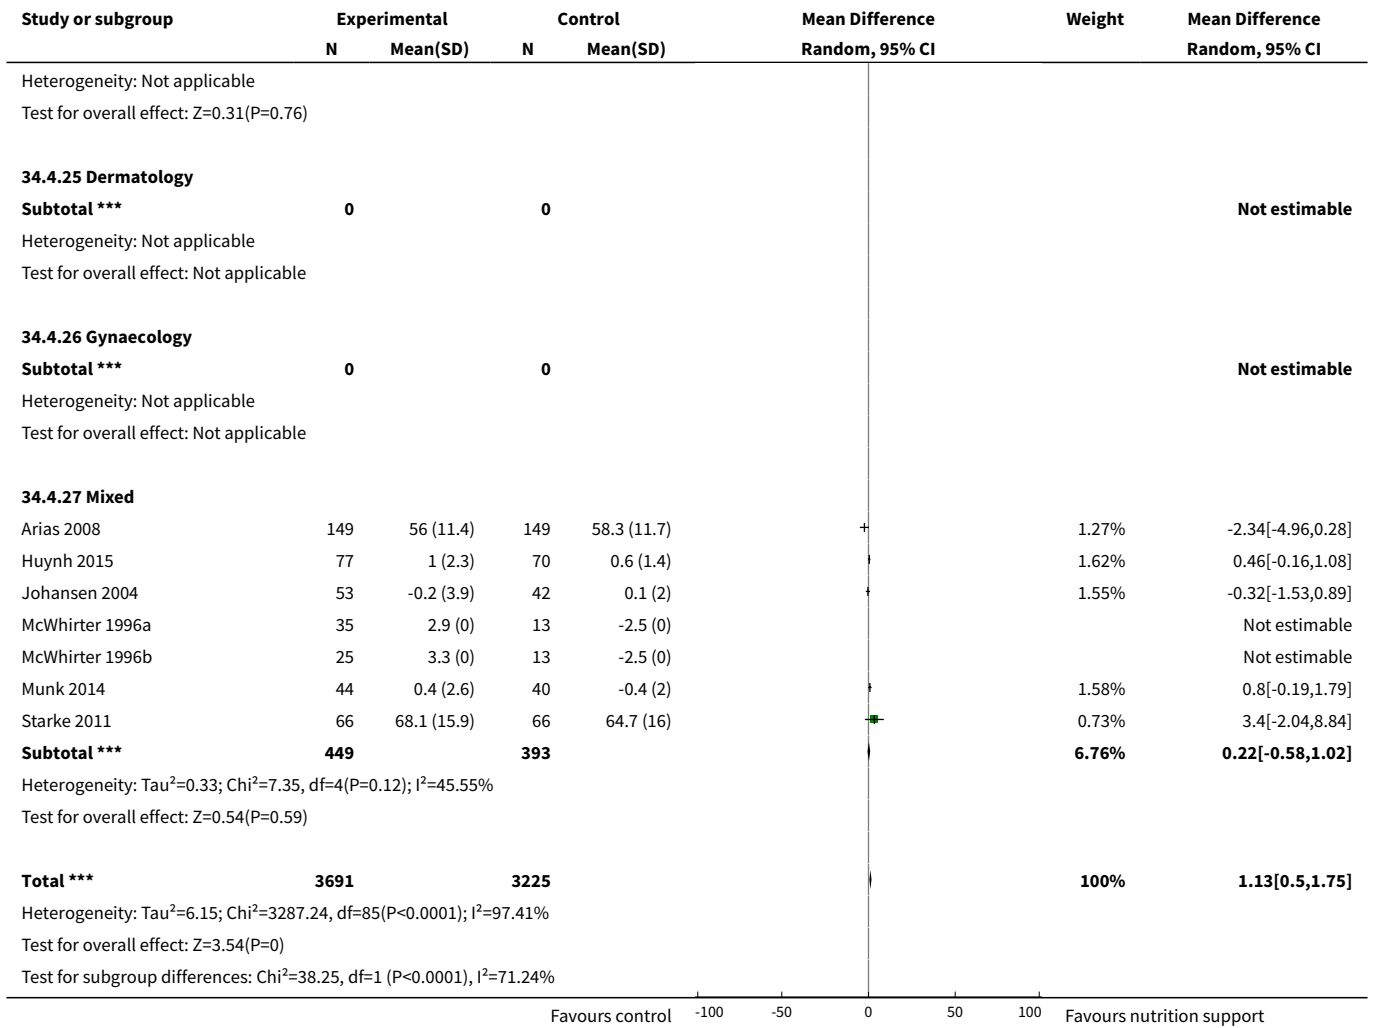 Study or subgroup Experimental Control Mean Difference Weight Mean Difference
N Mean(SD) N Mean(SD) Random, 95% CI Random, 95% CI
Heterogeneity: Not applicable
Test for overall effect: Z=0.31(P=0.76)
34.4.25 Dermatology
Subtotal *** 0 0 Not estimable
Heterogeneity: Not applicable
Test for overall effect: Not applicable
34.4.26 Gynaecology
Subtotal *** 0 0 Not estimable
Heterogeneity: Not applicable
Test for overall effect: Not applicable
34.4.27 Mixed
Arias 2008 149 56 (11.4) 149 58.3 (11.7) 1.27% -2.34[-4.96,0.28]
Huynh 2015 77 1 (2.3) 70 0.6 (1.4) 1.62% 0.46[-0.16,1.08]
Johansen 2004 53 -0.2 (3.9) 42 0.1 (2) 1.55% -0.32[-1.53,0.89]
McWhirter 1996a 35 2.9 (0) 13 -2.5 (0) Not estimable
McWhirter 1996b 25 3.3 (0) 13 -2.5 (0) Not estimable
Munk 2014 44 0.4 (2.6) 40 -0.4 (2) 1.58% 0.8[-0.19,1.79]
Starke 2011 66 68.1 (15.9) 66 64.7 (16) 0.73% 3.4[-2.04,8.84]
Subtotal *** 449 393 6.76% 0.22[-0.58,1.02]
Heterogeneity: Tau²=0.33; Chi²=7.35, df=4(P=0.12); I²=45.55%
Test for overall effect: Z=0.54(P=0.59)
Total *** 3691 3225 100% 1.13[0.5,1.75]
Heterogeneity: Tau²=6.15; Chi²=3287.24, df=85(P<0.0001); I²=97.41%
Test for overall effect: Z=3.54(P=0)
Test for subgroup differences: Chi²=38.25, df=1 (P<0.0001), I²=71.24%
Favours control -100 -50 0 50 100 Favours nutrition support